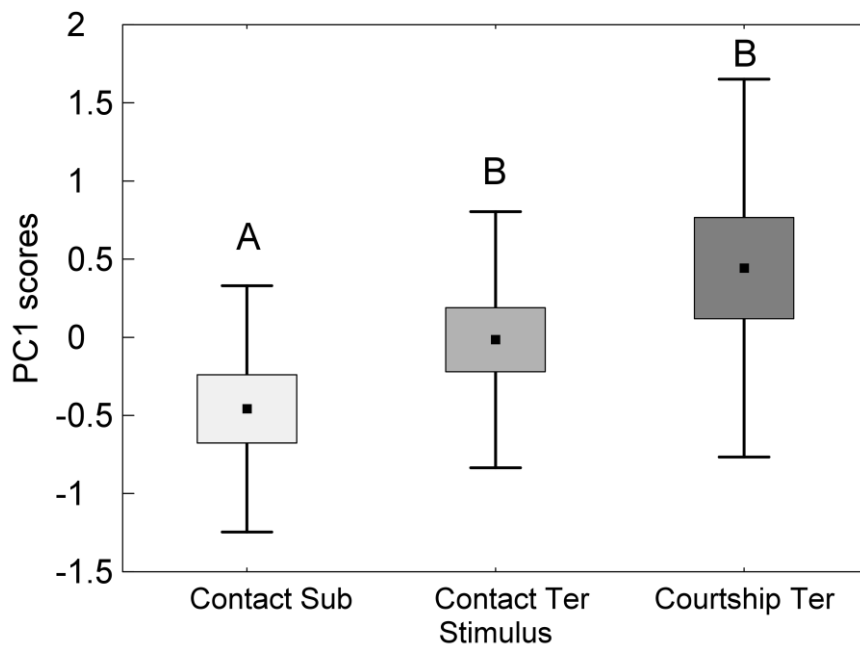 2
1.5
1
0.5
0
-0.5
-1
-1.5
PC1 scores
A
B
B
Contact Sub
Contact Ter
Courtship Ter
Stimulus